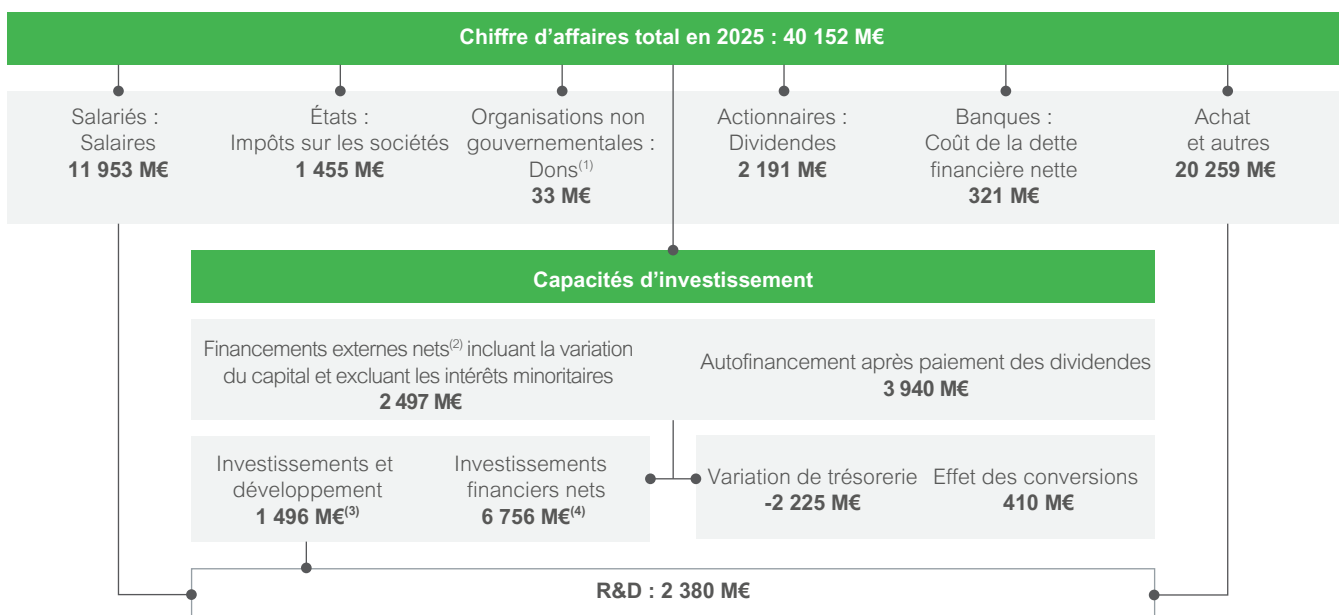 Chiffre d'affaires total en 2025 : 40 152 M€
Salariés :
Salaires
11 953 M€
États :
Impôts sur les sociétés
1 455 M€
Organisations non
gouvernementales :
Dons(1)
33 M€
Actionnaires :
Dividendes
2 191 M€
Banques :
Coût de la dette
financière nette
321 M€
Achat
et autres
20 259 M€
Capacités d'investissement
Financements externes nets(2) incluant la variation
du capital et excluant les intérêts minoritaires
2 497 M€
Autofinancement après paiement des dividendes
3 940 M€
Investissements et
développement
1 496 M€(3)
Investissements
financiers nets
6 756 M€(4)
Variation de trésorerie
-2 225 M€
Effet des conversions
410 M€
R&D : 2 380 M€